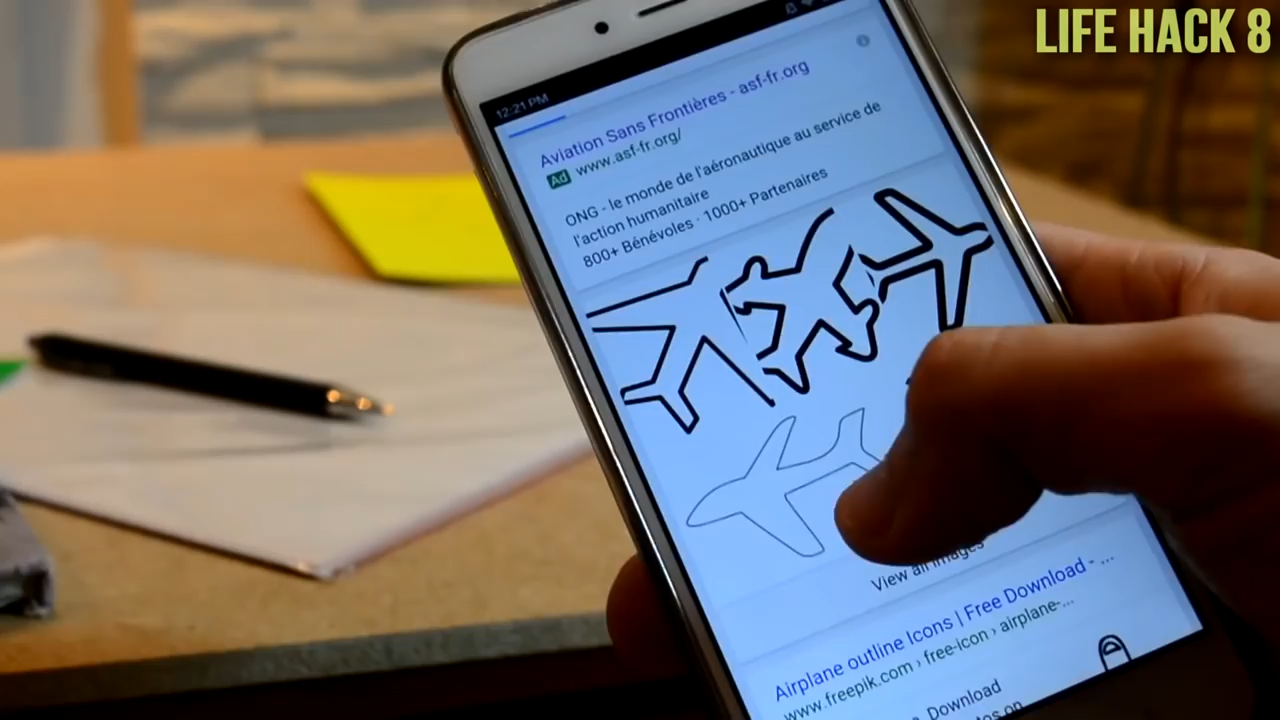 LIFE HACK 8
12:21 PM
Aviation Sans Frontières - asf-fr.org
Ad www.asf-fr.org/
ONG - le monde de l'aéronautique au service de
l'action humanitaire
800+ Bénévoles · 1000+ Partenaires
View all images
Airplane outline Icons | Free Download - ...
www.freepik.com › free-icon › airplane-...
Download